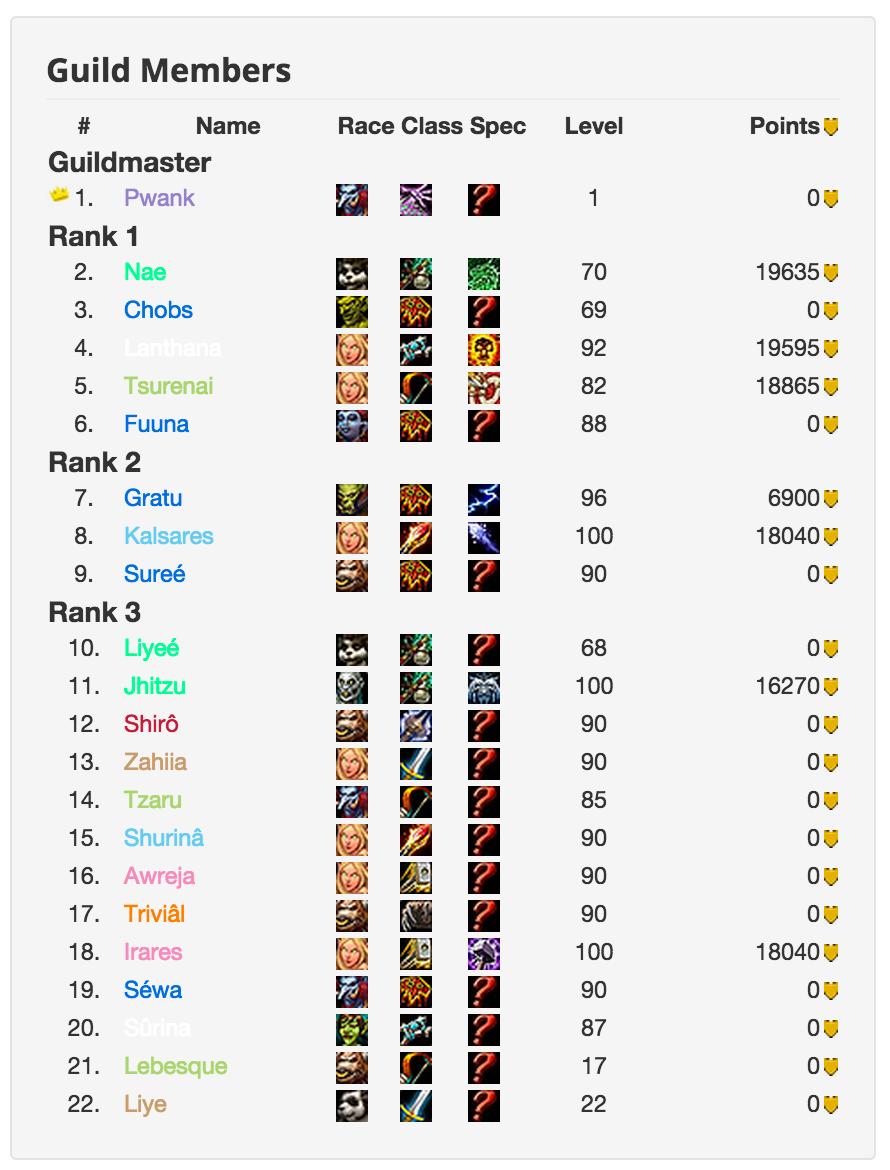 Guild Members
# Name Race Class Spec Level Points
Guildmaster
1. Pwank 1 0
Rank 1
2. Nae 70 19635
3. Chobs 69 0
4. Lanthana 92 19595
5. Tsurenai 82 18865
6. Fuuna 88 0
Rank 2
7. Gratu 96 6900
8. Kalsares 100 18040
9. Sureé 90 0
Rank 3
10. Liyeé 68 0
11. Jhitzu 100 16270
12. Shirô 90 0
13. Zahiia 90 0
14. Tzaru 85 0
15. Shurinâ 90 0
16. Awreja 90 0
17. Triviâl 90 0
18. Irares 100 18040
19. Séwa 90 0
20. Sûrina 87 0
21. Lebesque 17 0
22. Liye 22 0